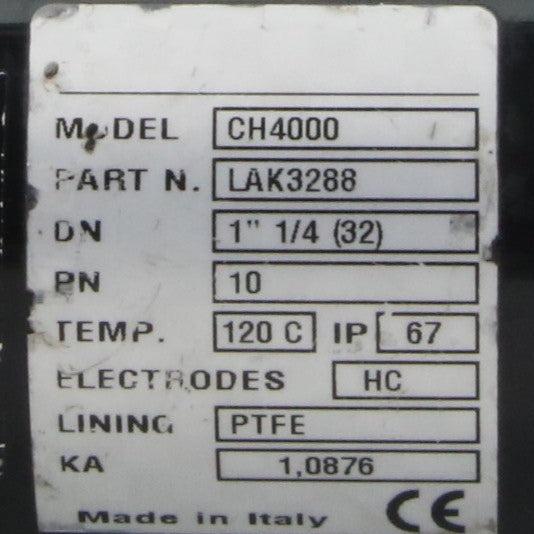 MODEL CH4000
PART N. LAK3288
DN 1" 1/4 (32)
PN 10
TEMP. 120 C IP 67
ELECTRODES HC
LINING PTFE
KA 1,0876
Made in Italy CE